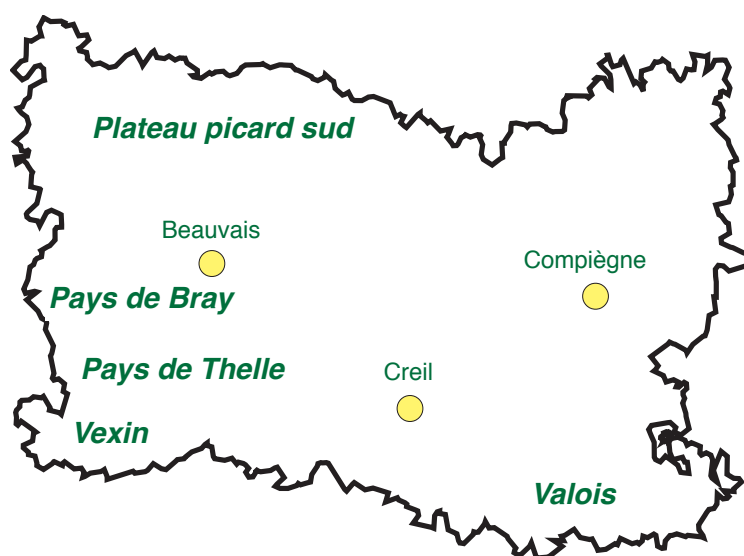 Plateau picard sud
Beauvais
Compiègne
Pays de Bray
Pays de Thelle
Creil
Vexin
Valois